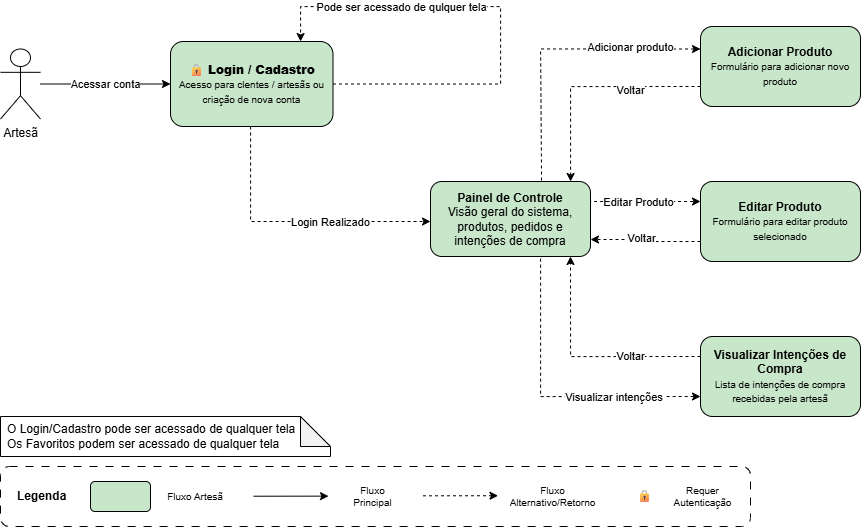 Pode ser acessado de qulquer tela
🔒 Login / Cadastro
Acesso para clentes / artesãs ou
criação de nova conta
Acessar conta
Artesã
Login Realizado
Painel de Controle
Visão geral do sistema,
produtos, pedidos e
intenções de compra
Adicionar produto
Voltar
Adicionar Produto
Formulário para adicionar novo
produto
Editar Produto
Voltar
Editar Produto
Formulário para editar produto
selecionado
Voltar
Visualizar intenções
Visualizar Intenções de
Compra
Lista de intenções de compra
recebidas pela artesã
O Login/Cadastro pode ser acessado de qualquer tela
Os Favoritos podem ser acessado de qualquer tela
Legenda
Fluxo Artesã
Fluxo
Principal
Fluxo
Alternativo/Retorno
🔒
Requer
Autenticação